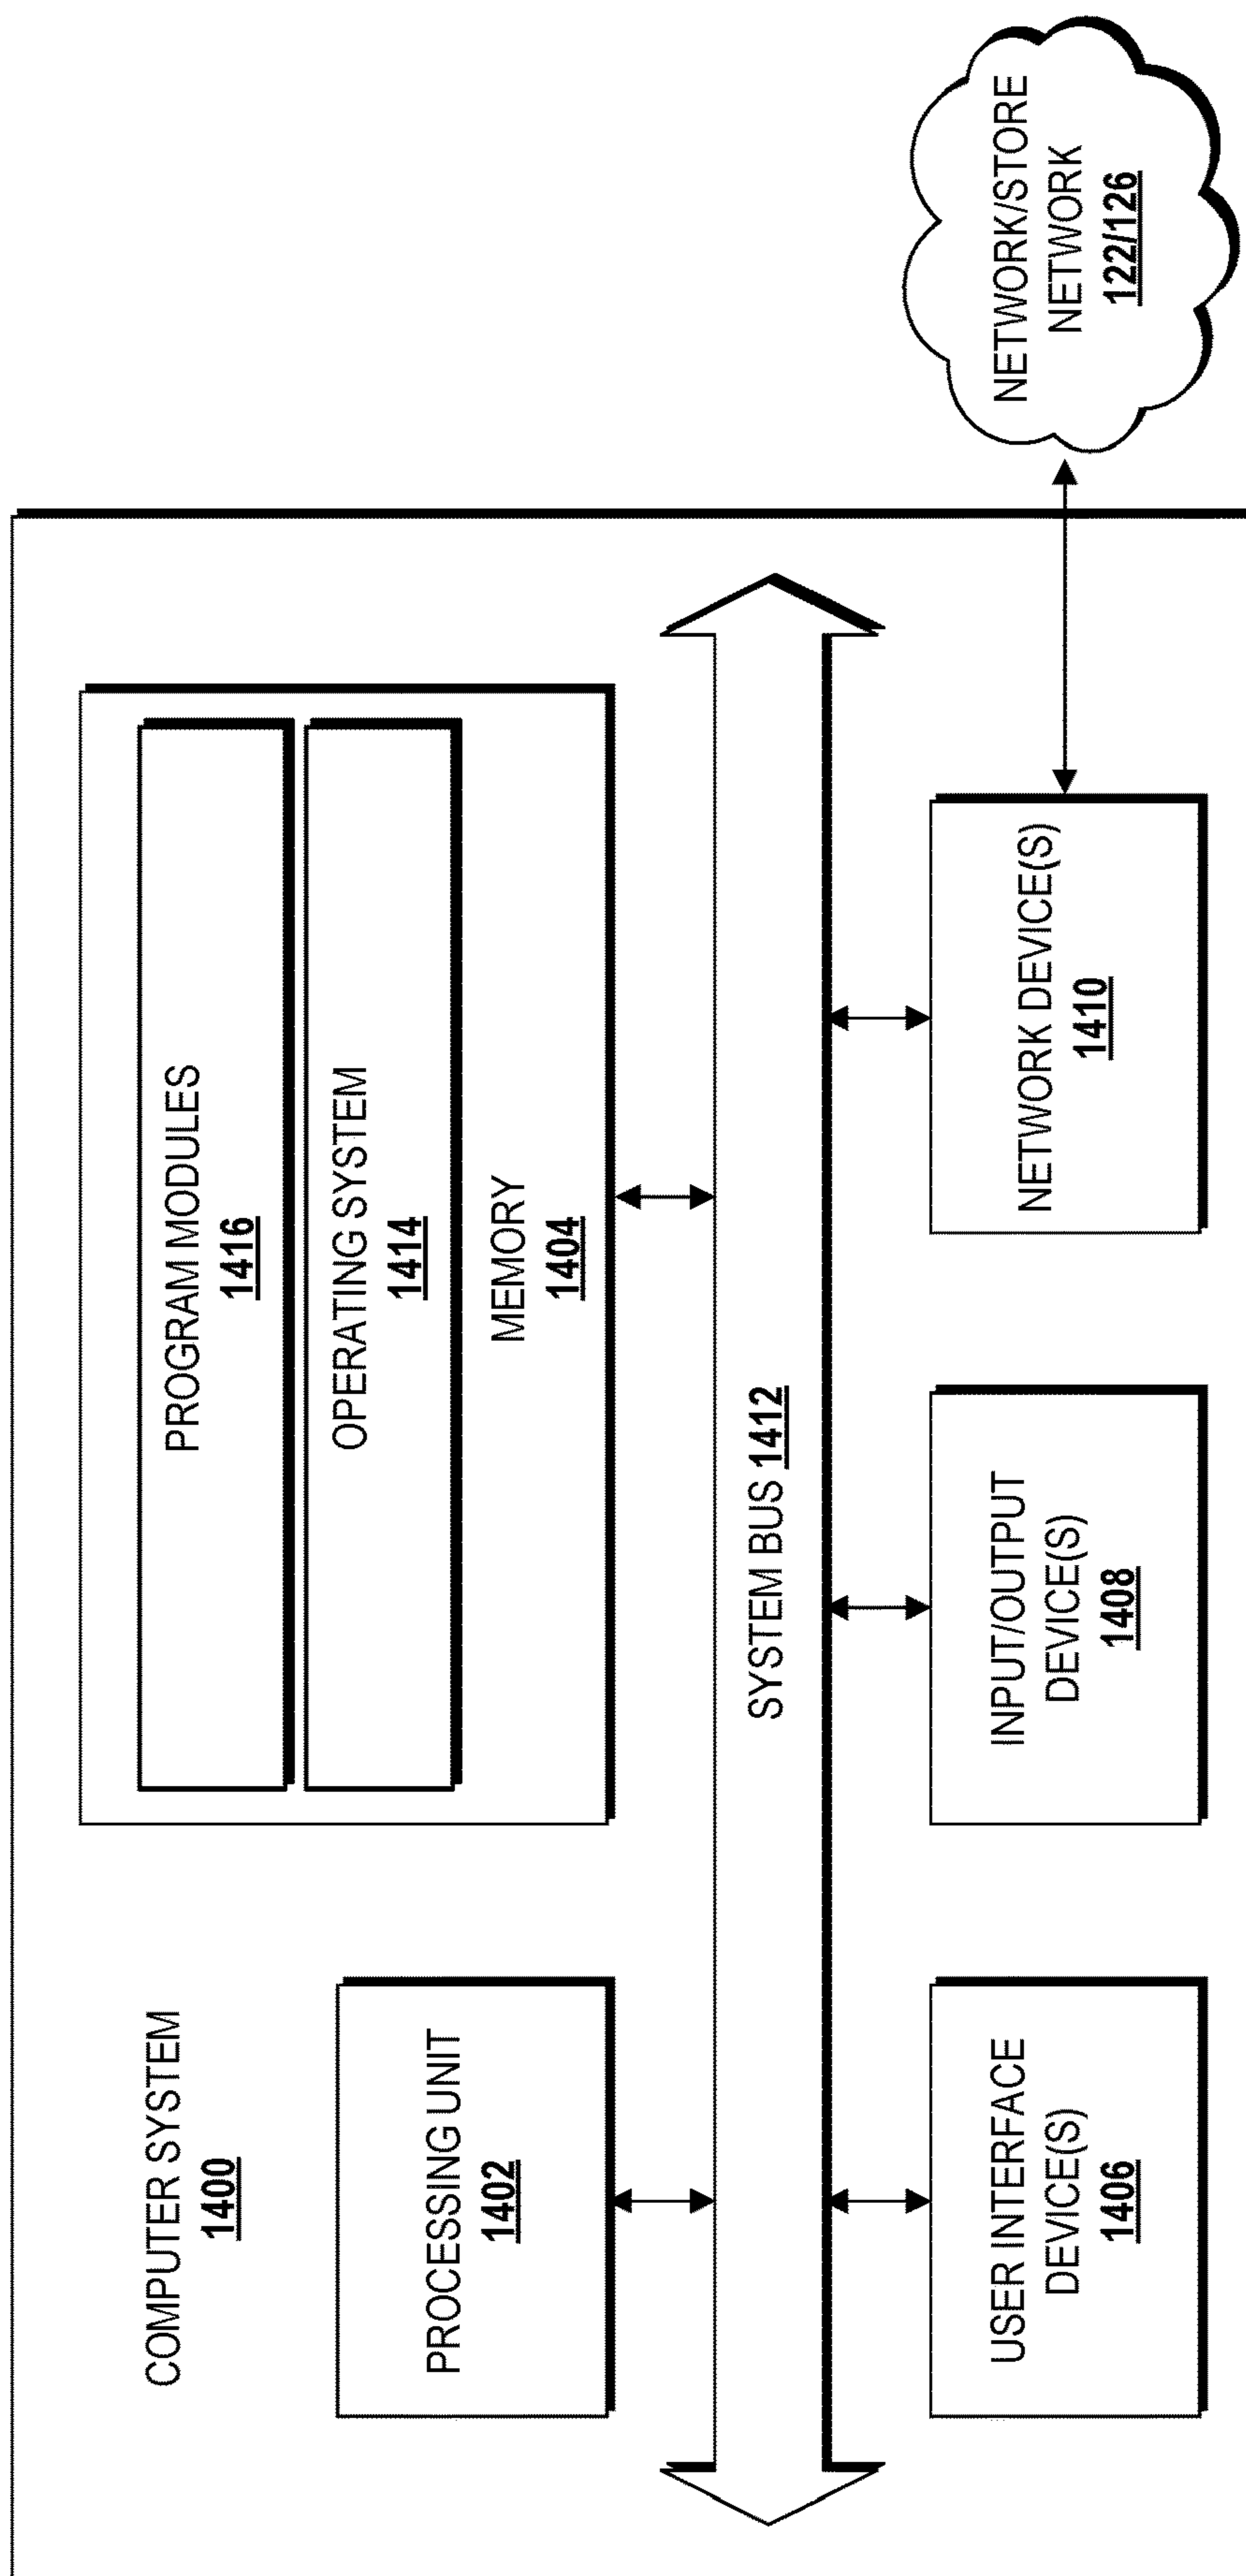 COMPUTER SYSTEM
1400
PROCESSING UNIT
1402
PROGRAM MODULES
1416
OPERATING SYSTEM
1414
MEMORY
1404
SYSTEM BUS 1412
USER INTERFACE
DEVICE(S)
1406
INPUT/OUTPUT
DEVICE(S)
1408
NETWORK DEVICE(S)
1410
NETWORK/STORE
NETWORK
122/126